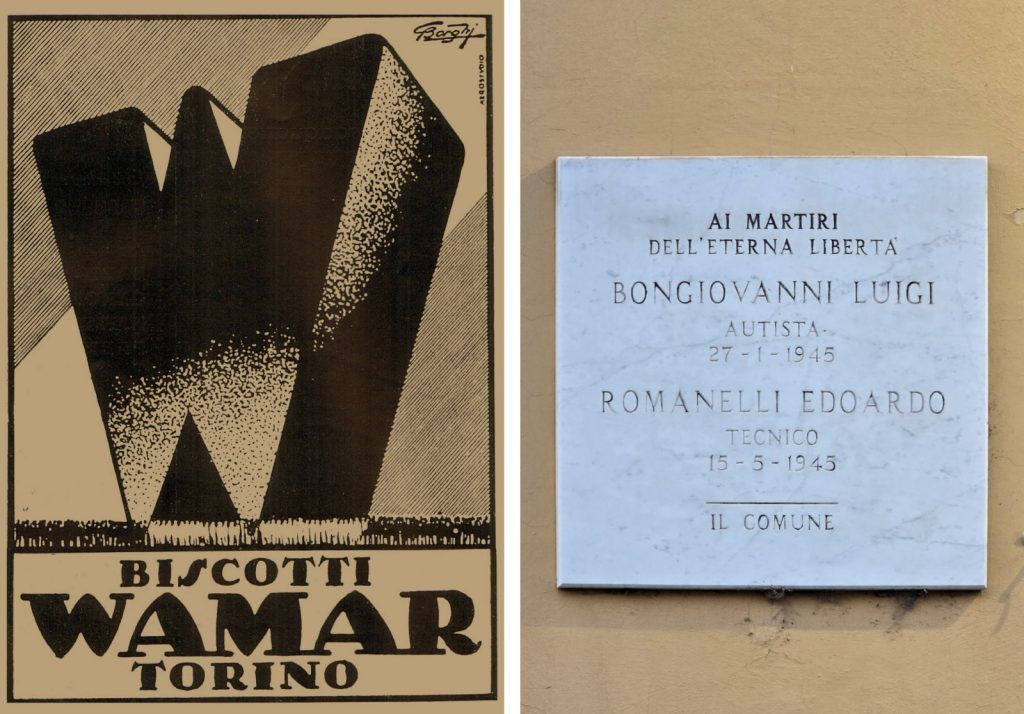 Borghi
AEROSTUDIO
BISCOTTI
WAMAR
TORINO
AI MARTIRI
DELL'ETERNA LIBERTA'
BONGIOVANNI LUIGI
AUTISTA·
27-1-1945
ROMANELLI EDOARDO
TECNICO
15-5-1945
IL COMUNE